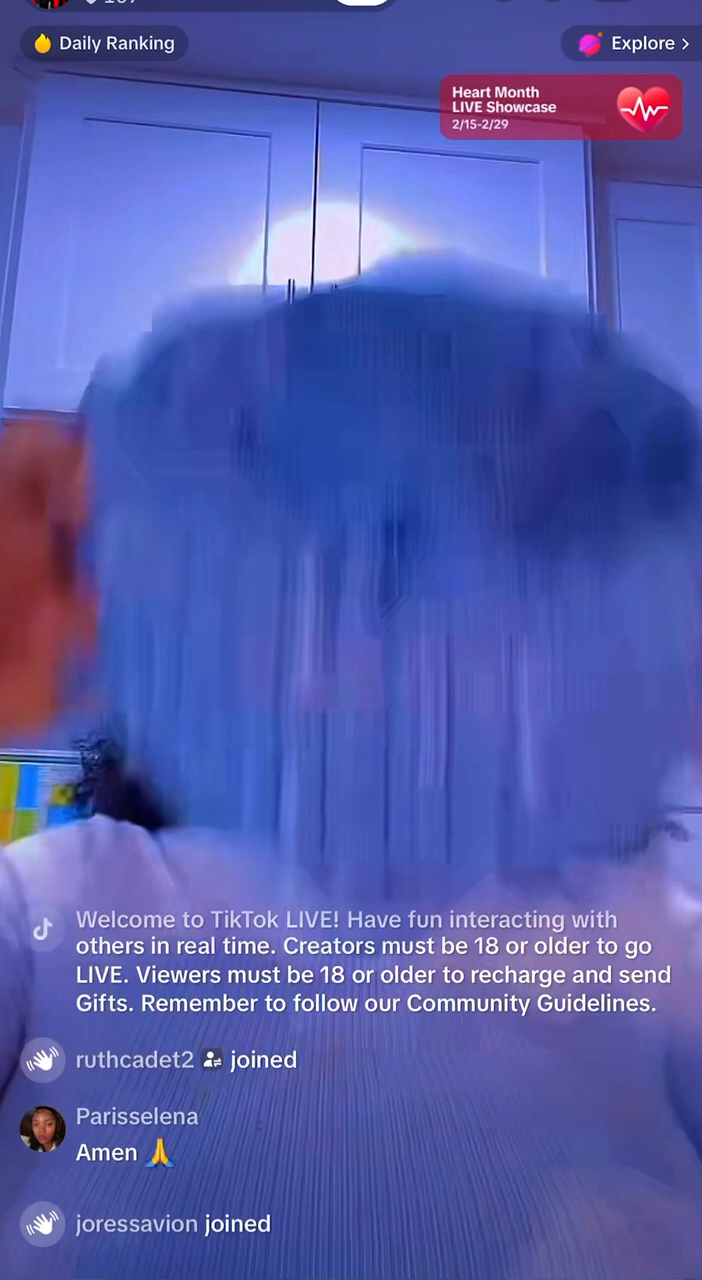 Daily Ranking
Explore >
Heart Month
LIVE Showcase
2/15-2/29
Welcome to TikTok LIVE! Have fun interacting with
others in real time. Creators must be 18 or older to go
LIVE. Viewers must be 18 or older to recharge and send
Gifts. Remember to follow our Community Guidelines.
ruthcadet2 joined
Parisselena
Amen 🙏
joressavion joined